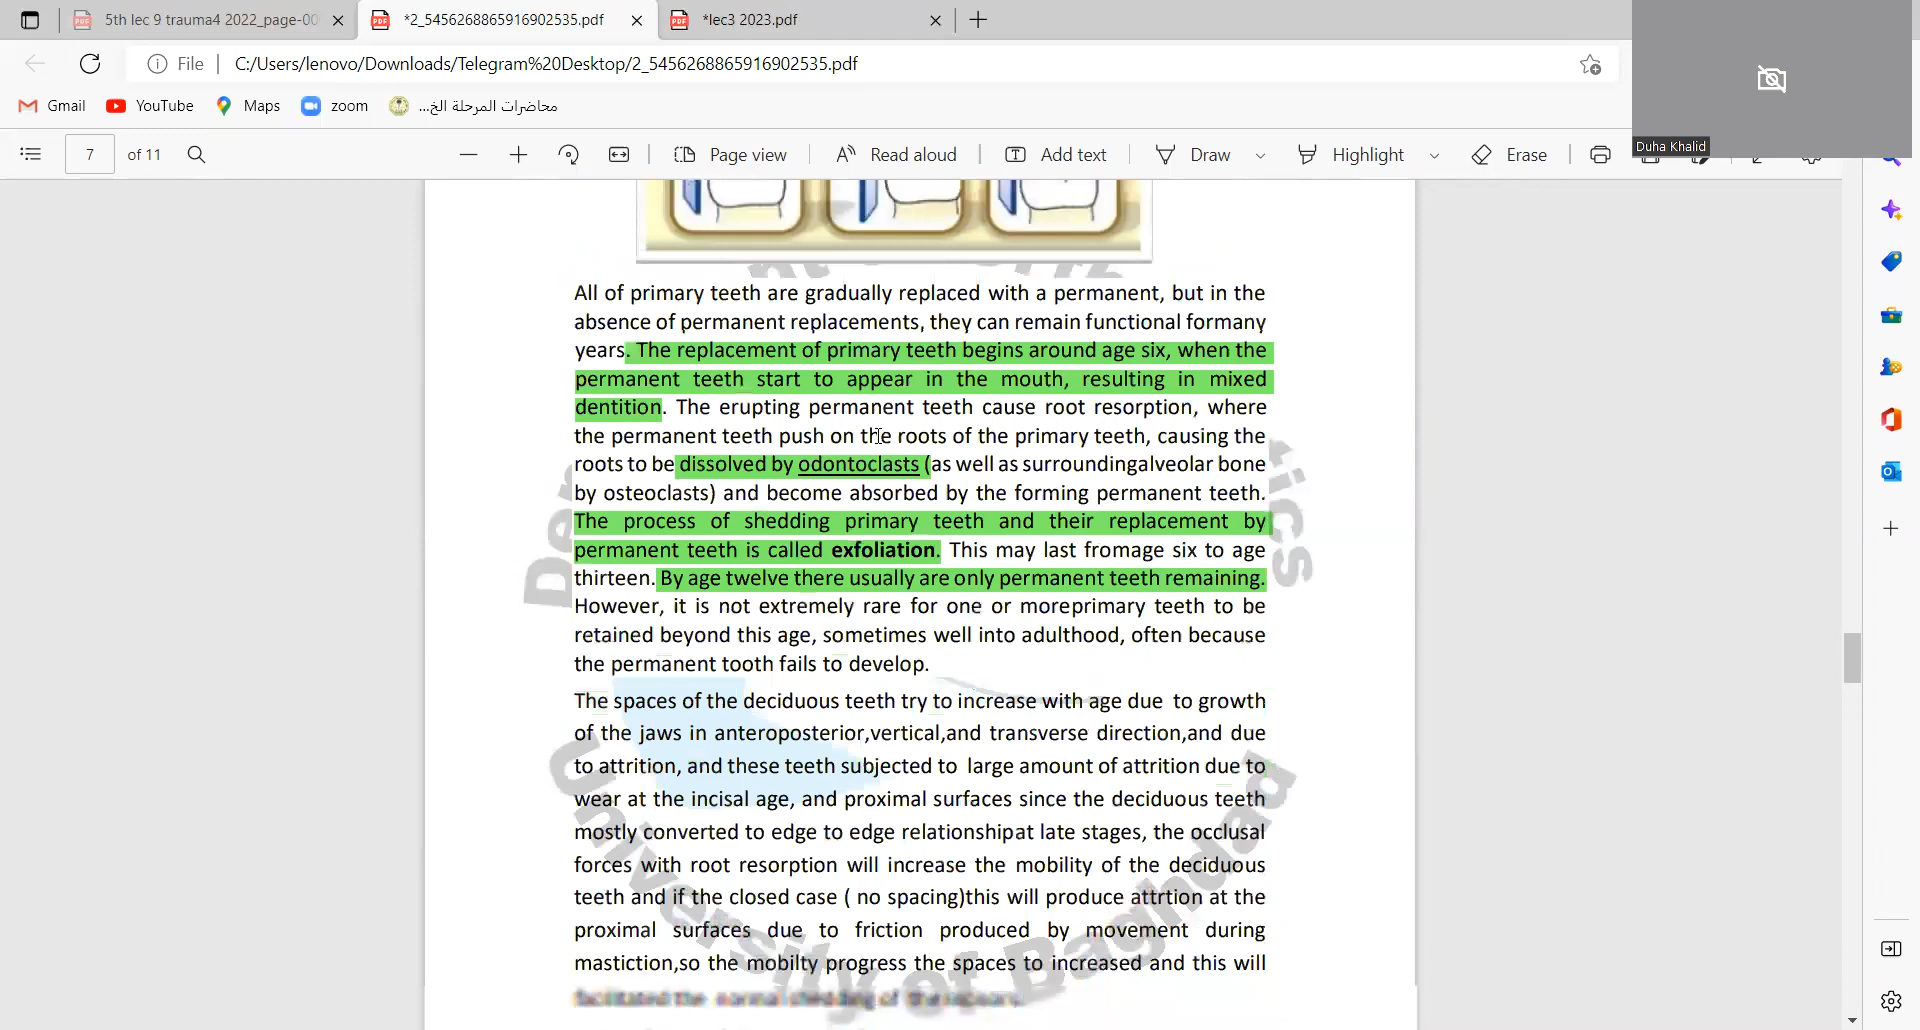 5th lec 9 trauma4 2022_page-00
*2_5456268865916902535.pdf
*lec3 2023.pdf
File
C:/Users/lenovo/Downloads/Telegram%20Desktop/2_5456268865916902535.pdf
Gmail
YouTube
Maps
zoom
محاضرات المرحلة الخ...
7
of 11
Page view
Read aloud
Add text
Draw
Highlight
Erase
Duha Khalid
All of primary teeth are gradually replaced with a permanent, but in the
absence of permanent replacements, they can remain functional formany
years. The replacement of primary teeth begins around age six, when the
permanent teeth start to appear in the mouth, resulting in mixed
dentition. The erupting permanent teeth cause root resorption, where
the permanent teeth push on the roots of the primary teeth, causing the
roots to be dissolved by odontoclasts (as well as surroundingalveolar bone
by osteoclasts) and become absorbed by the forming permanent teeth.
The process of shedding primary teeth and their replacement by
permanent teeth is called exfoliation. This may last fromage six to age
thirteen. By age twelve there usually are only permanent teeth remaining.
However, it is not extremely rare for one or moreprimary teeth to be
retained beyond this age, sometimes well into adulthood, often because
the permanent tooth fails to develop.
The spaces of the deciduous teeth try to increase with age due to growth
of the jaws in anteroposterior,vertical,and transverse direction,and due
to attrition, and these teeth subjected to large amount of attrition due to
wear at the incisal age, and proximal surfaces since the deciduous teeth
mostly converted to edge to edge relationshipat late stages, the occlusal
forces with root resorption will increase the mobility of the deciduous
teeth and if the closed case ( no spacing)this will produce attrtion at the
proximal surfaces due to friction produced by movement during
mastiction,so the mobilty progress the spaces to increased and this will
facilitated the normal shedding of the
University of Baghdad